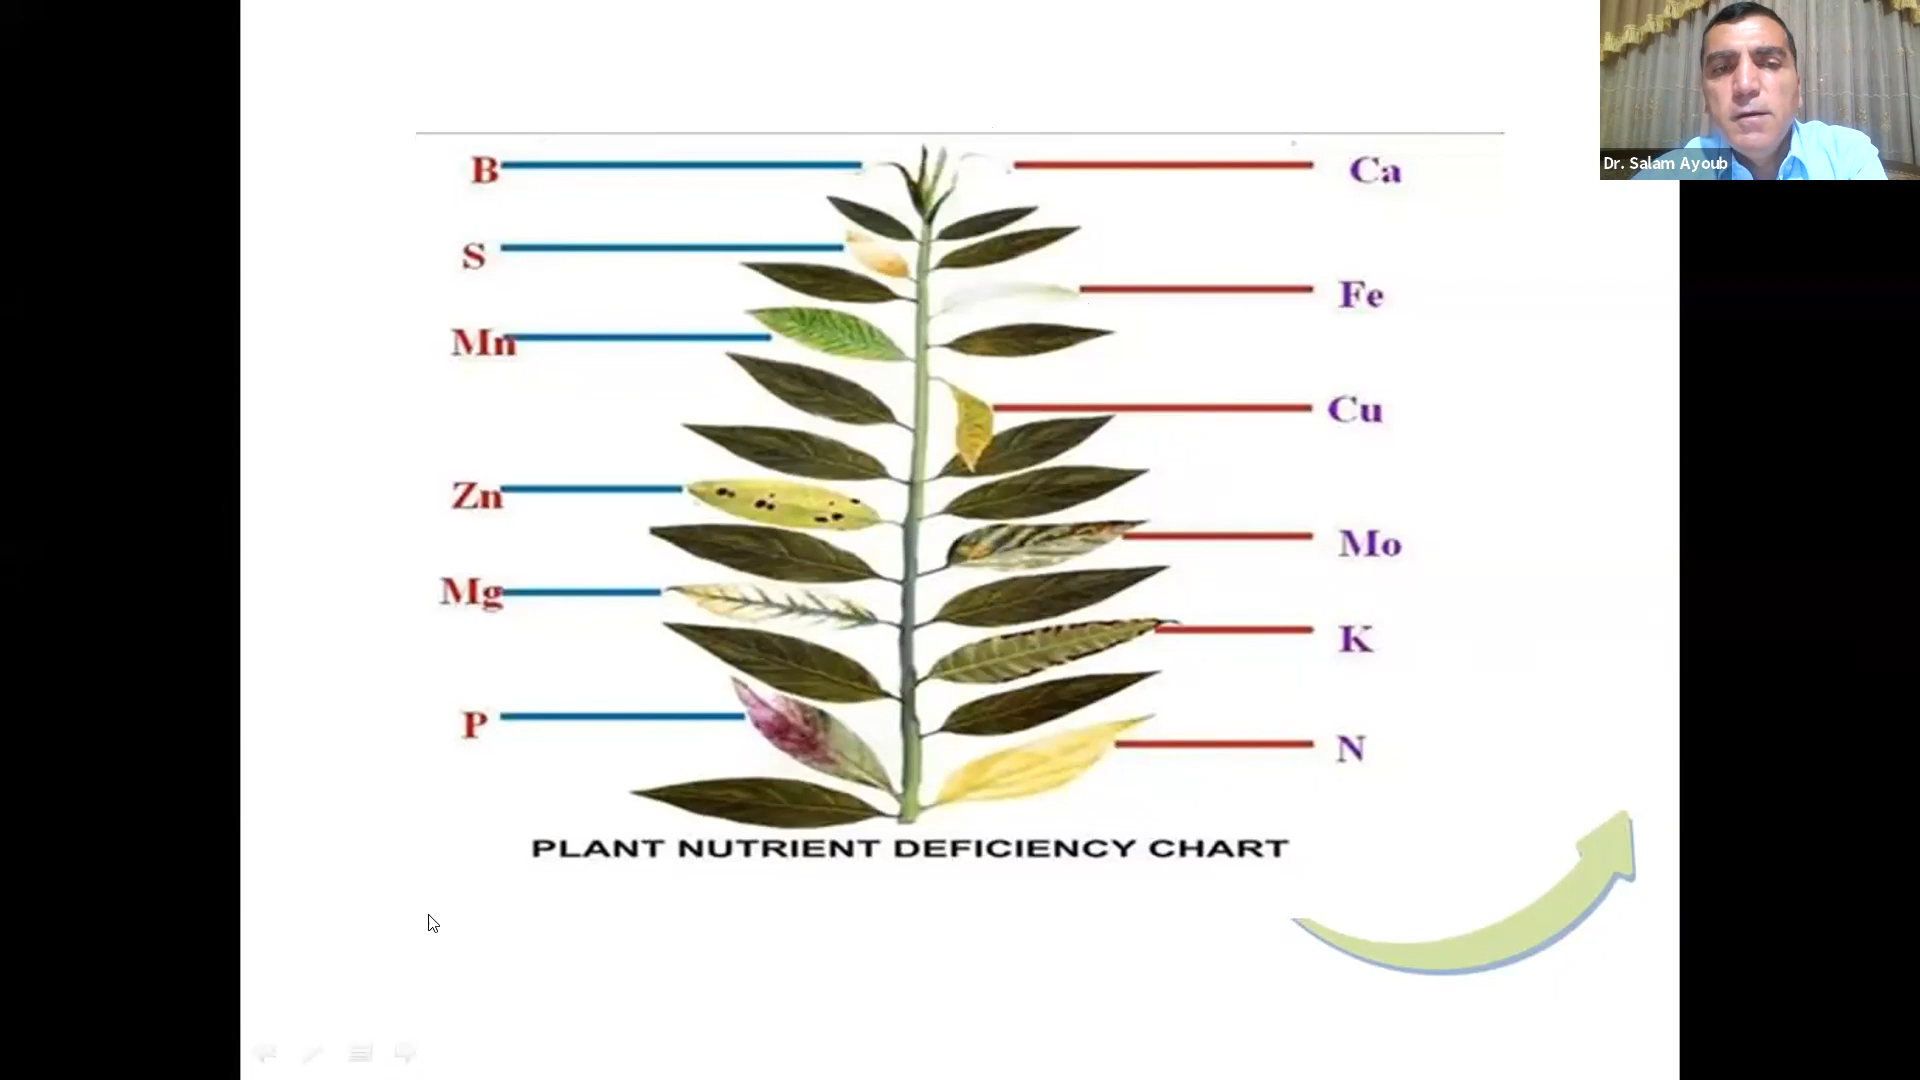 Dr. Salam Ayoub
B
Ca
S
Fe
Mn
Cu
Zn
Mo
Mg
K
P
N
PLANT NUTRIENT DEFICIENCY CHART